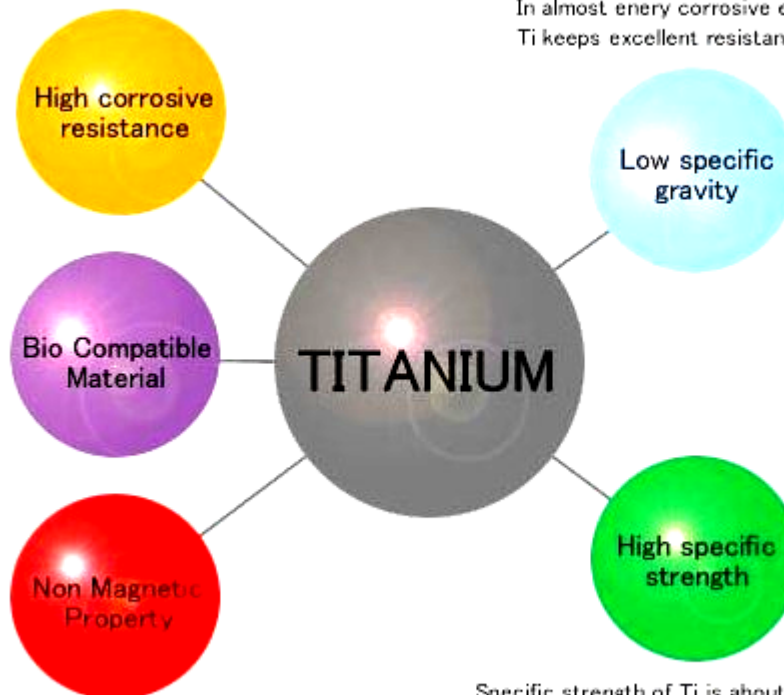 In almost enery corrosive e
Ti keeps excellent resistan
High corrosive
resistance
Low specific
gravity
Bio Compatible
Material
TITANIUM
High specific
strength
Non Magnetic
Property
Specific strength of Ti is about